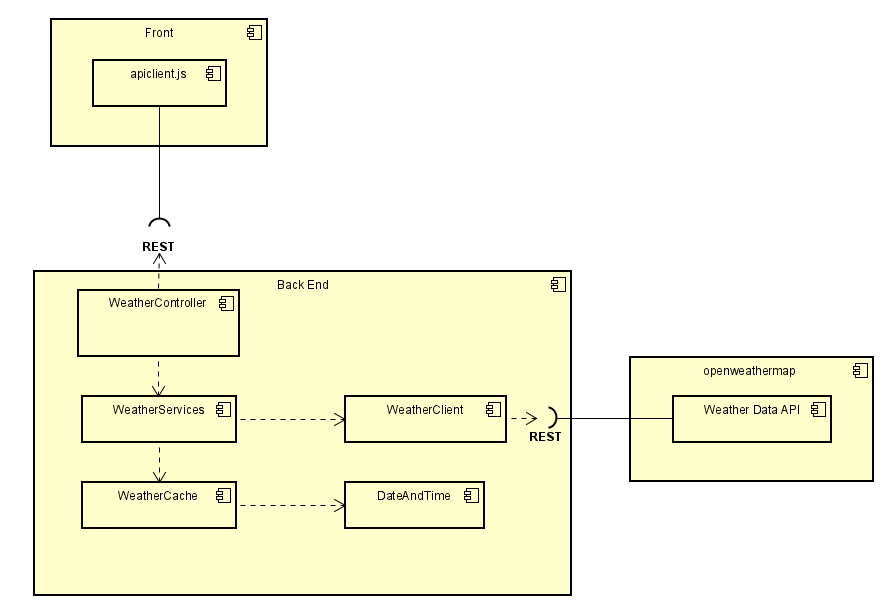 Front
apiclient.js
REST
Back End
WeatherController
WeatherServices
WeatherClient
REST
WeatherCache
DateAndTime
openweathermap
Weather Data API